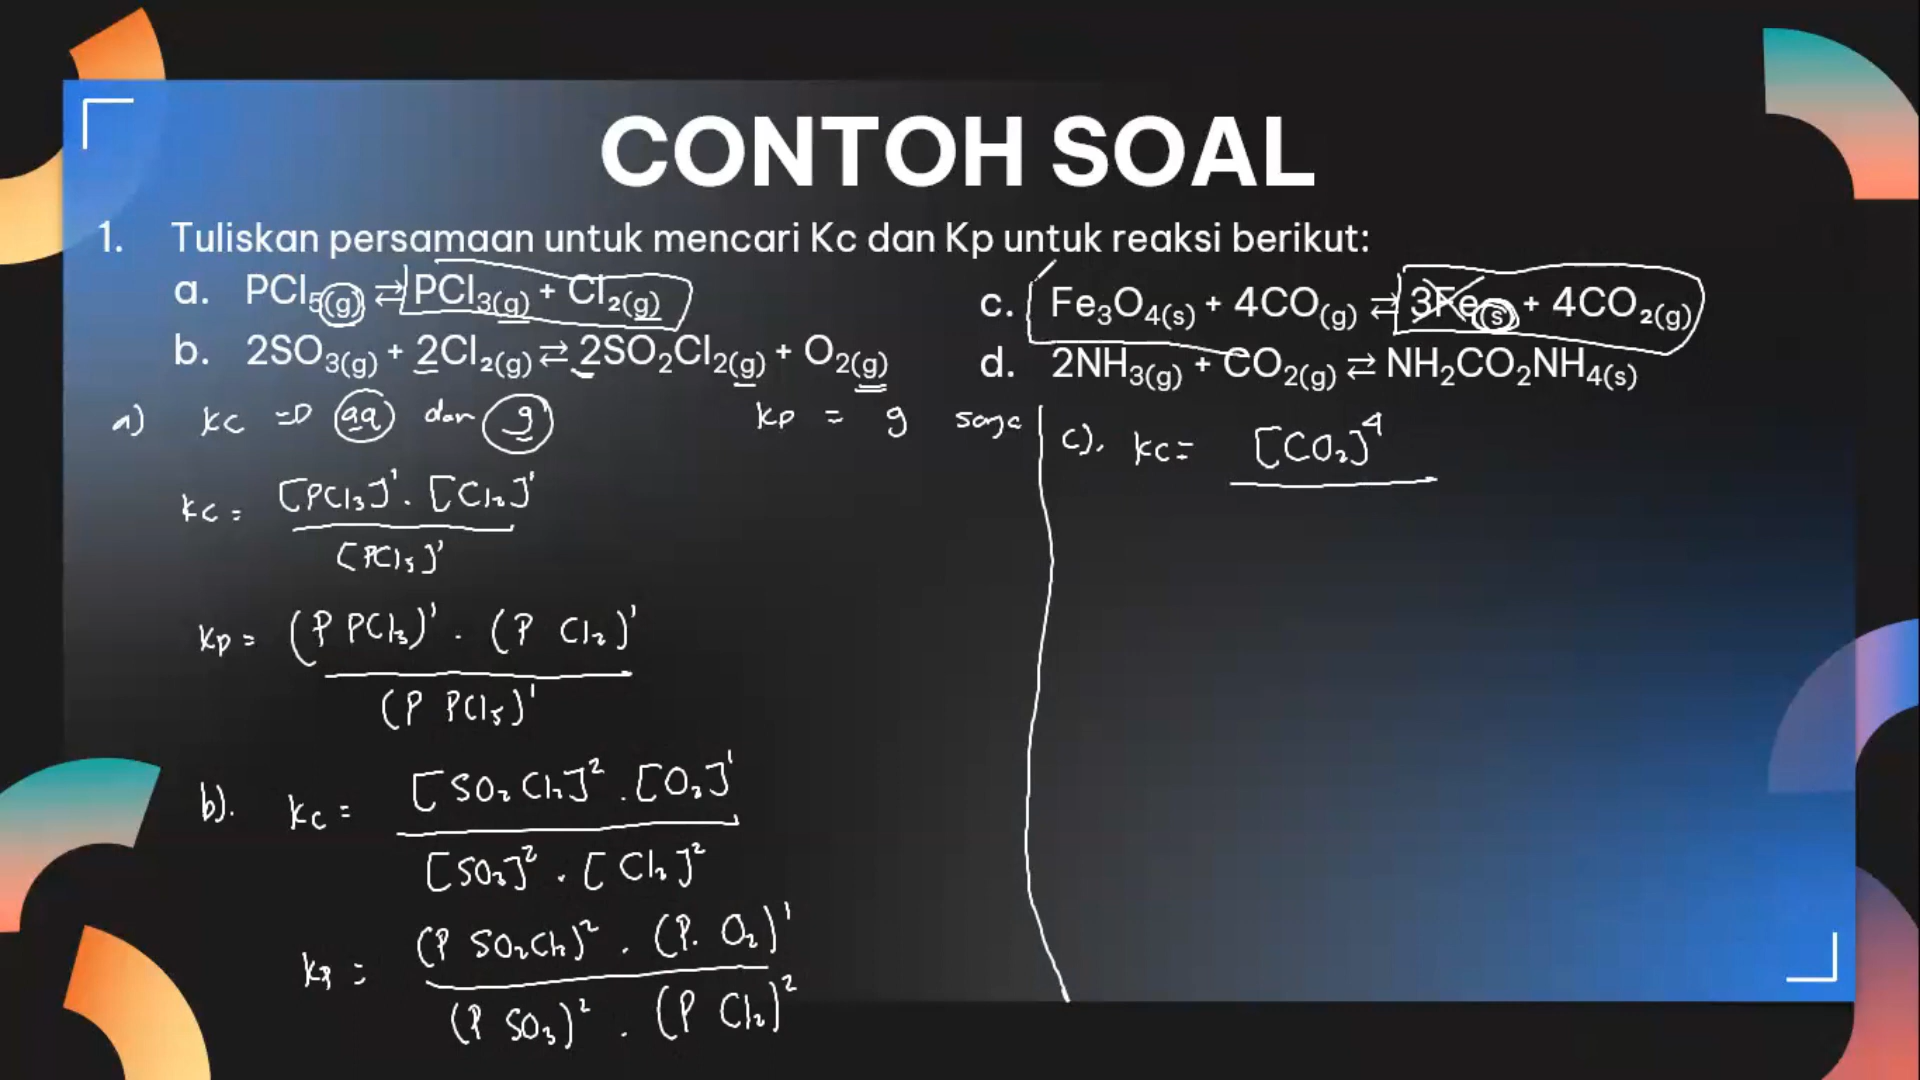 CONTOH SOAL
1. Tuliskan persamaan untuk mencari Kc dan Kp untuk reaksi berikut:
a. PCl₅(g) ⇄ PCl₃(g) + Cl₂(g)
b. 2SO₃(g) + 2Cl₂(g) ⇄ 2SO₂Cl₂(g) + O₂(g)
c. Fe₃O₄(s) + 4CO(g) ⇄ 3Fe(s) + 4CO₂(g)
d. 2NH₃(g) + CO₂(g) ⇄ NH₂CO₂NH₄(s)
a) Kc => aq dan g
Kp = g saja
Kc = [PCl₃]¹ . [Cl₂]¹
[PCl₅]¹
Kp = (P PCl₃)¹ . (P Cl₂)¹
(P PCl₅)¹
b). Kc = [SO₂Cl₂]² . [O₂]¹
[SO₃]² . [Cl₂]²
Kp = (P SO₂Cl₂)² . (P. O₂)¹
(P SO₃)² . (P Cl₂)²
c). Kc = [CO₂]⁴